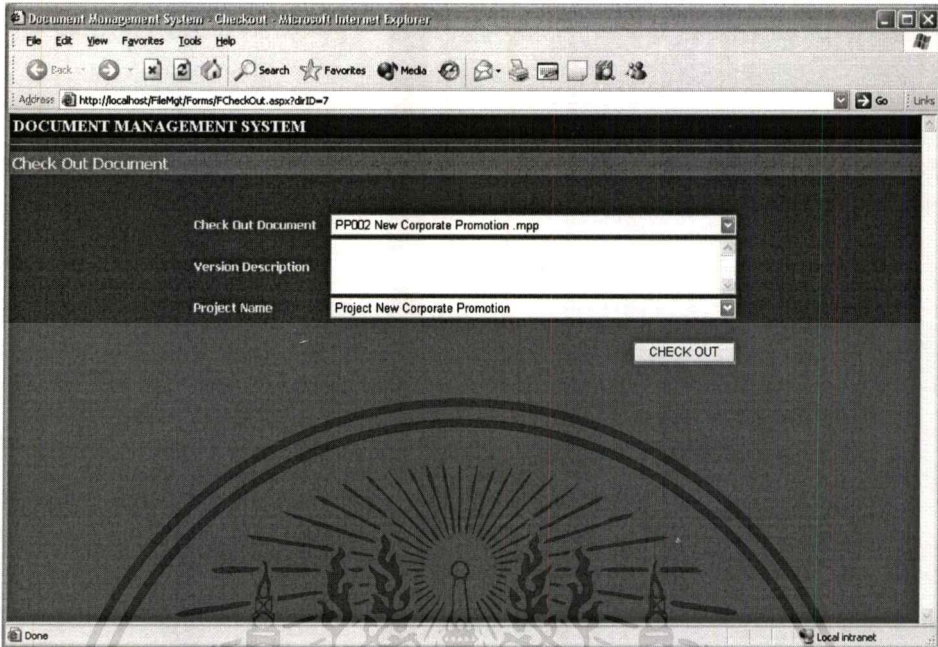 Document Management System - Checkout - Microsoft Internet Explorer
File Edit View Favorites Tools Help
Back Search Favorites Media
Address http://localhost/FileMgt/Forms/FCheckOut.aspx?dirID=7 Go Links
DOCUMENT MANAGEMENT SYSTEM
Check Out Document
Check Out Document PP002 New Corporate Promotion .mpp
Version Description
Project Name Project New Corporate Promotion
CHECK OUT
Done Local intranet